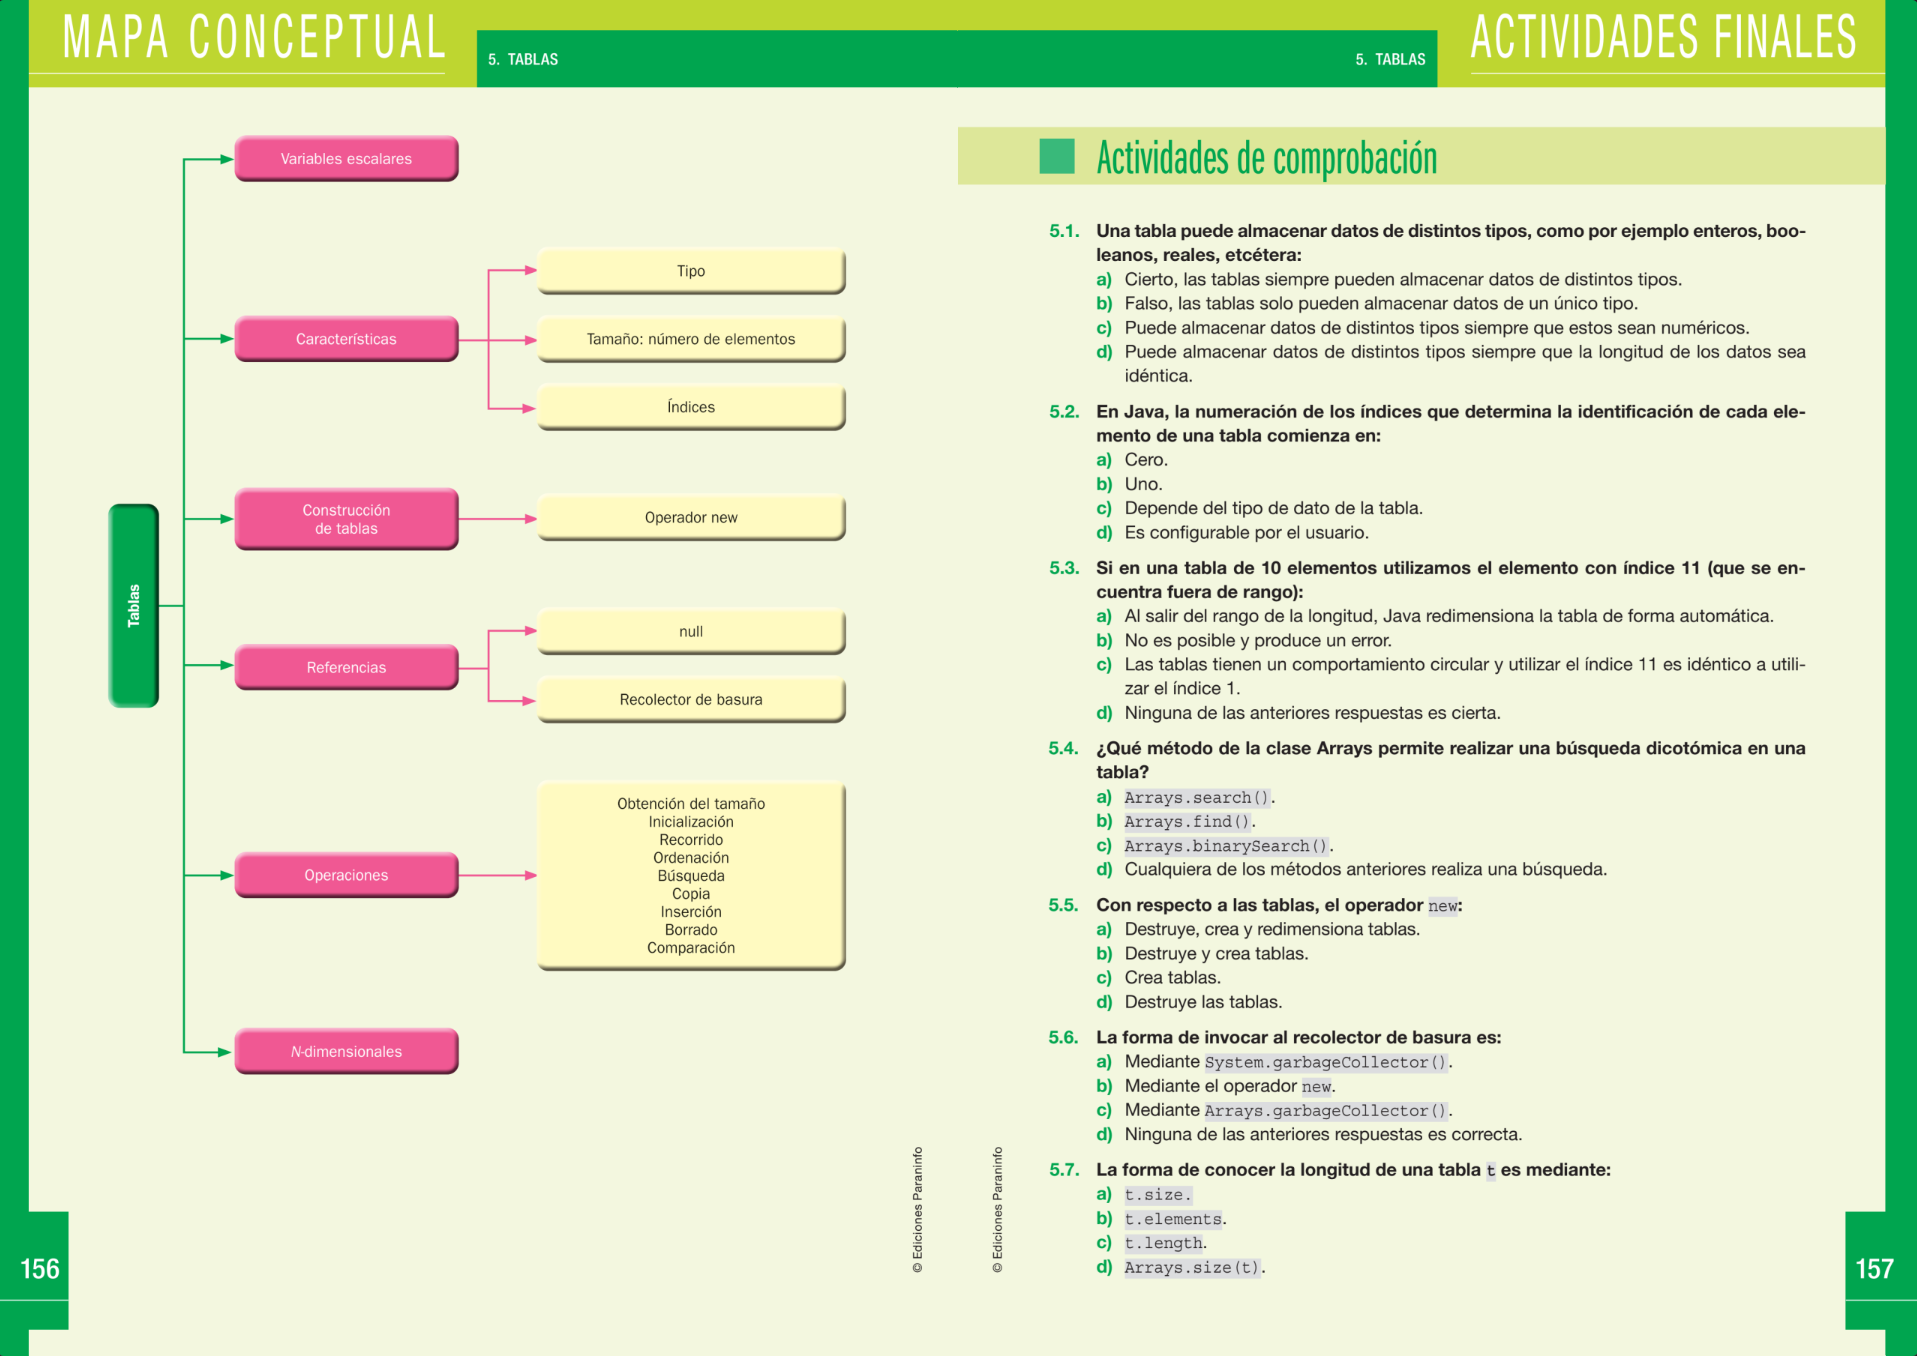 MAPA CONCEPTUAL
5. TABLAS
Variables escalares
Tipo
Características
Tamaño: número de elementos
Índices
Construcción
de tablas
Operador new
Tablas
null
Referencias
Recolector de basura
Obtención del tamaño
Inicialización
Recorrido
Ordenación
Búsqueda
Copia
Inserción
Borrado
Comparación
Operaciones
N-dimensionales
© Ediciones Paraninfo
156
5. TABLAS
ACTIVIDADES FINALES
Actividades de comprobación
5.1. Una tabla puede almacenar datos de distintos tipos, como por ejemplo enteros, boo-
leanos, reales, etcétera:
a) Cierto, las tablas siempre pueden almacenar datos de distintos tipos.
b) Falso, las tablas solo pueden almacenar datos de un único tipo.
c) Puede almacenar datos de distintos tipos siempre que estos sean numéricos.
d) Puede almacenar datos de distintos tipos siempre que la longitud de los datos sea
idéntica.
5.2. En Java, la numeración de los índices que determina la identificación de cada ele-
mento de una tabla comienza en:
a) Cero.
b) Uno.
c) Depende del tipo de dato de la tabla.
d) Es configurable por el usuario.
5.3. Si en una tabla de 10 elementos utilizamos el elemento con índice 11 (que se en-
cuentra fuera de rango):
a) Al salir del rango de la longitud, Java redimensiona la tabla de forma automática.
b) No es posible y produce un error.
c) Las tablas tienen un comportamiento circular y utilizar el índice 11 es idéntico a utili-
zar el índice 1.
d) Ninguna de las anteriores respuestas es cierta.
5.4. ¿Qué método de la clase Arrays permite realizar una búsqueda dicotómica en una
tabla?
a) Arrays.search().
b) Arrays.find().
c) Arrays.binarySearch().
d) Cualquiera de los métodos anteriores realiza una búsqueda.
5.5. Con respecto a las tablas, el operador new:
a) Destruye, crea y redimensiona tablas.
b) Destruye y crea tablas.
c) Crea tablas.
d) Destruye las tablas.
5.6. La forma de invocar al recolector de basura es:
a) Mediante System.garbageCollector().
b) Mediante el operador new.
c) Mediante Arrays.garbageCollector().
d) Ninguna de las anteriores respuestas es correcta.
5.7. La forma de conocer la longitud de una tabla t es mediante:
a) t.size.
b) t.elements.
c) t.length.
d) Arrays.size(t).
© Ediciones Paraninfo
157